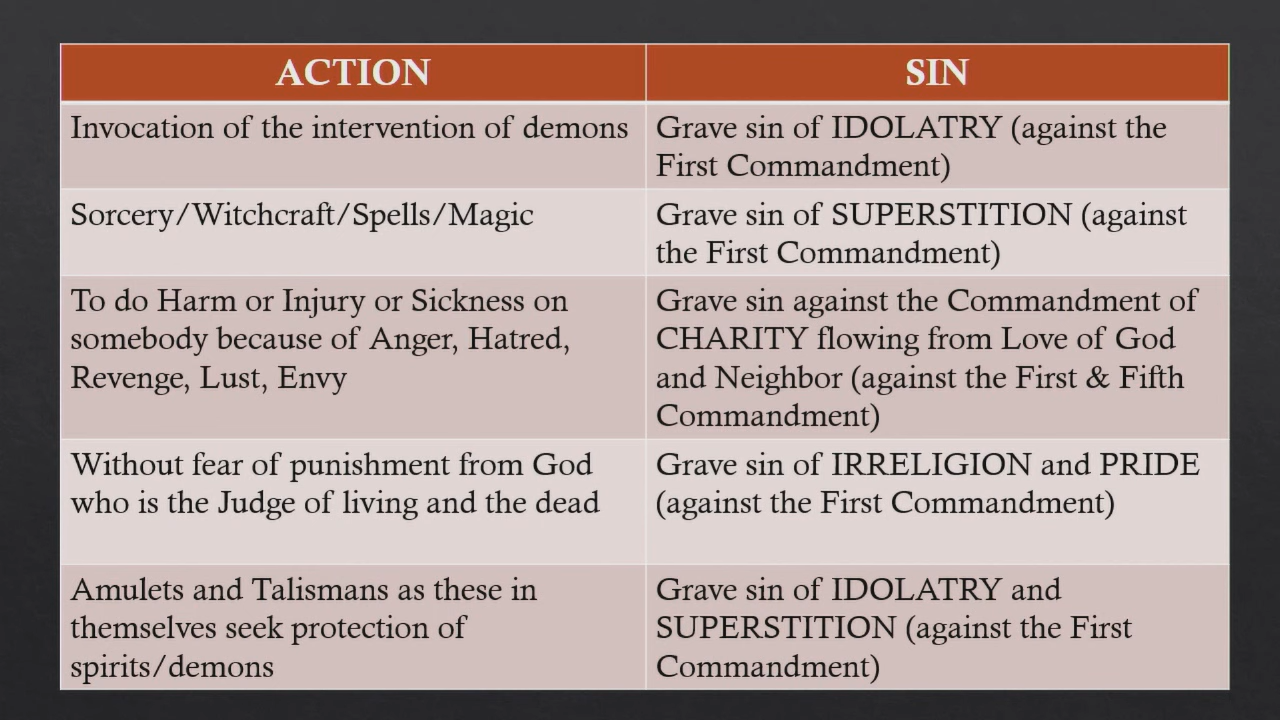 ACTION
SIN
Invocation of the intervention of demons
Grave sin of IDOLATRY (against the
First Commandment)
Sorcery/Witchcraft/Spells/Magic
Grave sin of SUPERSTITION (against
the First Commandment)
To do Harm or Injury or Sickness on
somebody because of Anger, Hatred,
Revenge, Lust, Envy
Grave sin against the Commandment of
CHARITY flowing from Love of God
and Neighbor (against the First & Fifth
Commandment)
Without fear of punishment from God
who is the Judge of living and the dead
Grave sin of IRRELIGION and PRIDE
(against the First Commandment)
Amulets and Talismans as these in
themselves seek protection of
spirits/demons
Grave sin of IDOLATRY and
SUPERSTITION (against the First
Commandment)